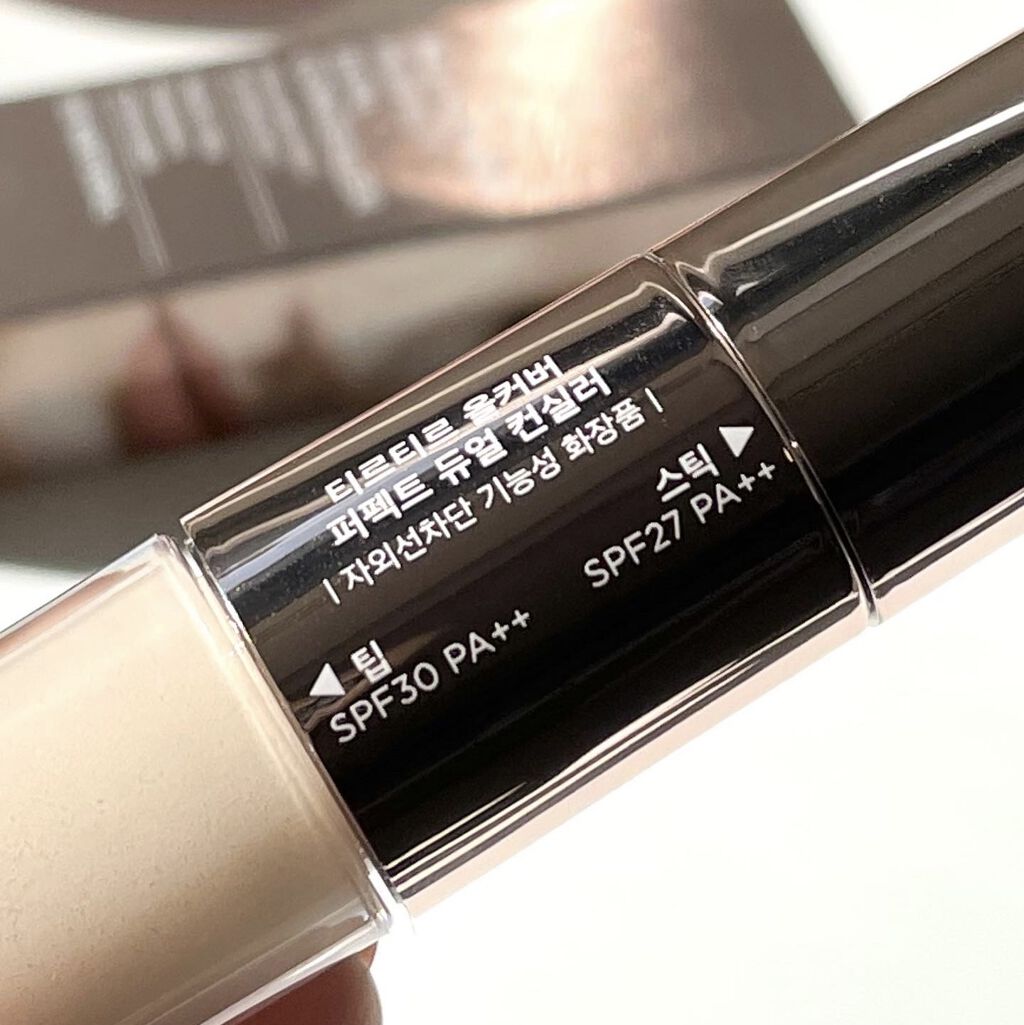 티르티르 올커버
퍼펙트 듀얼 컨실러
| 자외선차단 기능성 화장품 |
스틱 ▶
SPF27 PA++
◀ 팁
SPF30 PA++